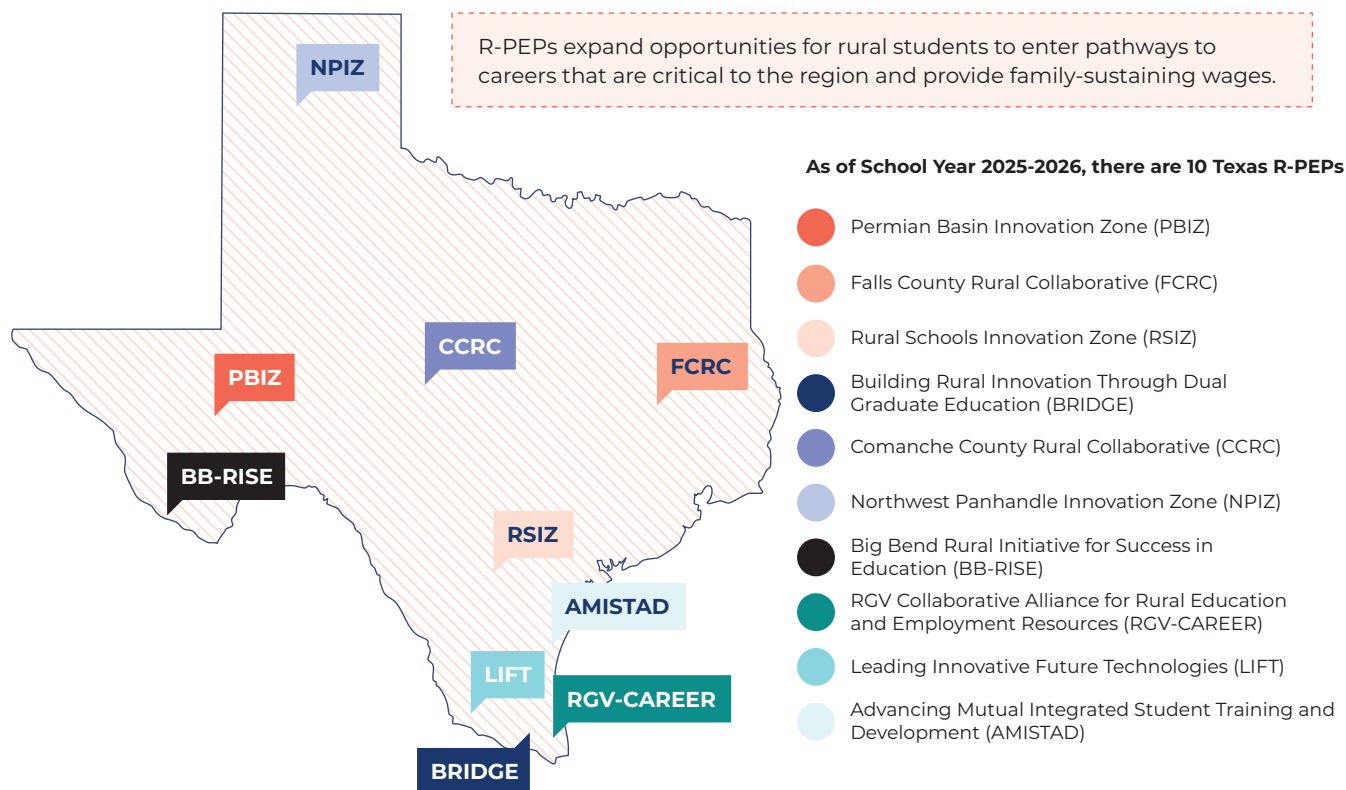 R-PEPs expand opportunities for rural students to enter pathways to
careers that are critical to the region and provide family-sustaining wages.
NPIZ
CCRC
FCRC
PBIZ
BB-RISE
RSIZ
AMISTAD
LIFT
RGV-CAREER
BRIDGE
As of School Year 2025-2026, there are 10 Texas R-PEPs
Permian Basin Innovation Zone (PBIZ)
Falls County Rural Collaborative (FCRC)
Rural Schools Innovation Zone (RSIZ)
Building Rural Innovation Through Dual
Graduate Education (BRIDGE)
Comanche County Rural Collaborative (CCRC)
Northwest Panhandle Innovation Zone (NPIZ)
Big Bend Rural Initiative for Success in
Education (BB-RISE)
RGV Collaborative Alliance for Rural Education
and Employment Resources (RGV-CAREER)
Leading Innovative Future Technologies (LIFT)
Advancing Mutual Integrated Student Training and
Development (AMISTAD)